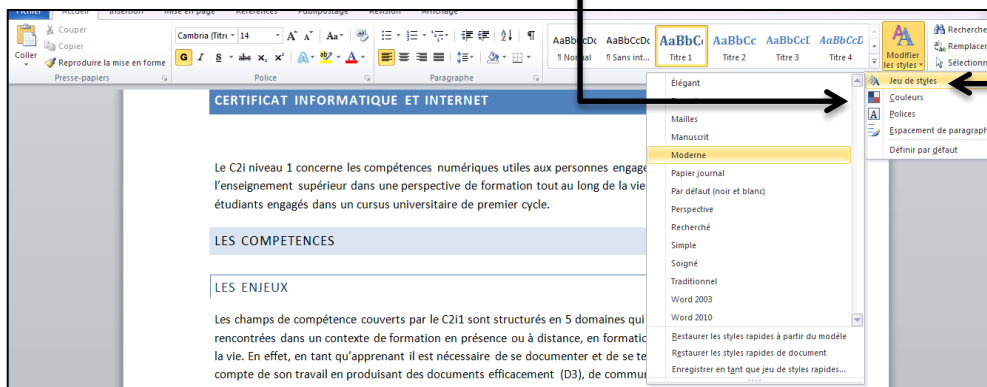 Fichier Accueil Insertion Mise en page Références Publipostage Révision Affichage
Couper
Copier
Coller
Reproduire la mise en forme
Presse-papiers
Cambria (Titre 14
G I S abc x, x² A
Police
Paragraphe
AaBbCcDc AaBbCcDc AaBbC AaBbCc AaBbCcI AaBbCcD
¶ Normal ¶ Sans int... Titre 1 Titre 2 Titre 3 Titre 4
Modifier
les styles
Recherche
Remplacer
Sélectionn
Jeu de styles
Couleurs
Polices
Espacement de paragraph
Définir par défaut
Élégant
Mailles
Manuscrit
Moderne
Papier journal
Par défaut (noir et blanc)
Perspective
Recherché
Simple
Soigné
Traditionnel
Word 2003
Word 2010
Restaurer les styles rapides à partir du modèle
Restaurer les styles rapides de document
Enregistrer en tant que jeu de styles rapides...
CERTIFICAT INFORMATIQUE ET INTERNET
Le C2i niveau 1 concerne les compétences numériques utiles aux personnes engage
l'enseignement supérieur dans une perspective de formation tout au long de la vie
étudiants engagés dans un cursus universitaire de premier cycle.
LES COMPETENCES
LES ENJEUX
Les champs de compétence couverts par le C2i1 sont structurés en 5 domaines qui
rencontrées dans un contexte de formation en présence ou à distance, en formatio
la vie. En effet, en tant qu'apprenant il est nécessaire de se documenter et de se te
compte de son travail en produisant des documents efficacement (D3), de commu